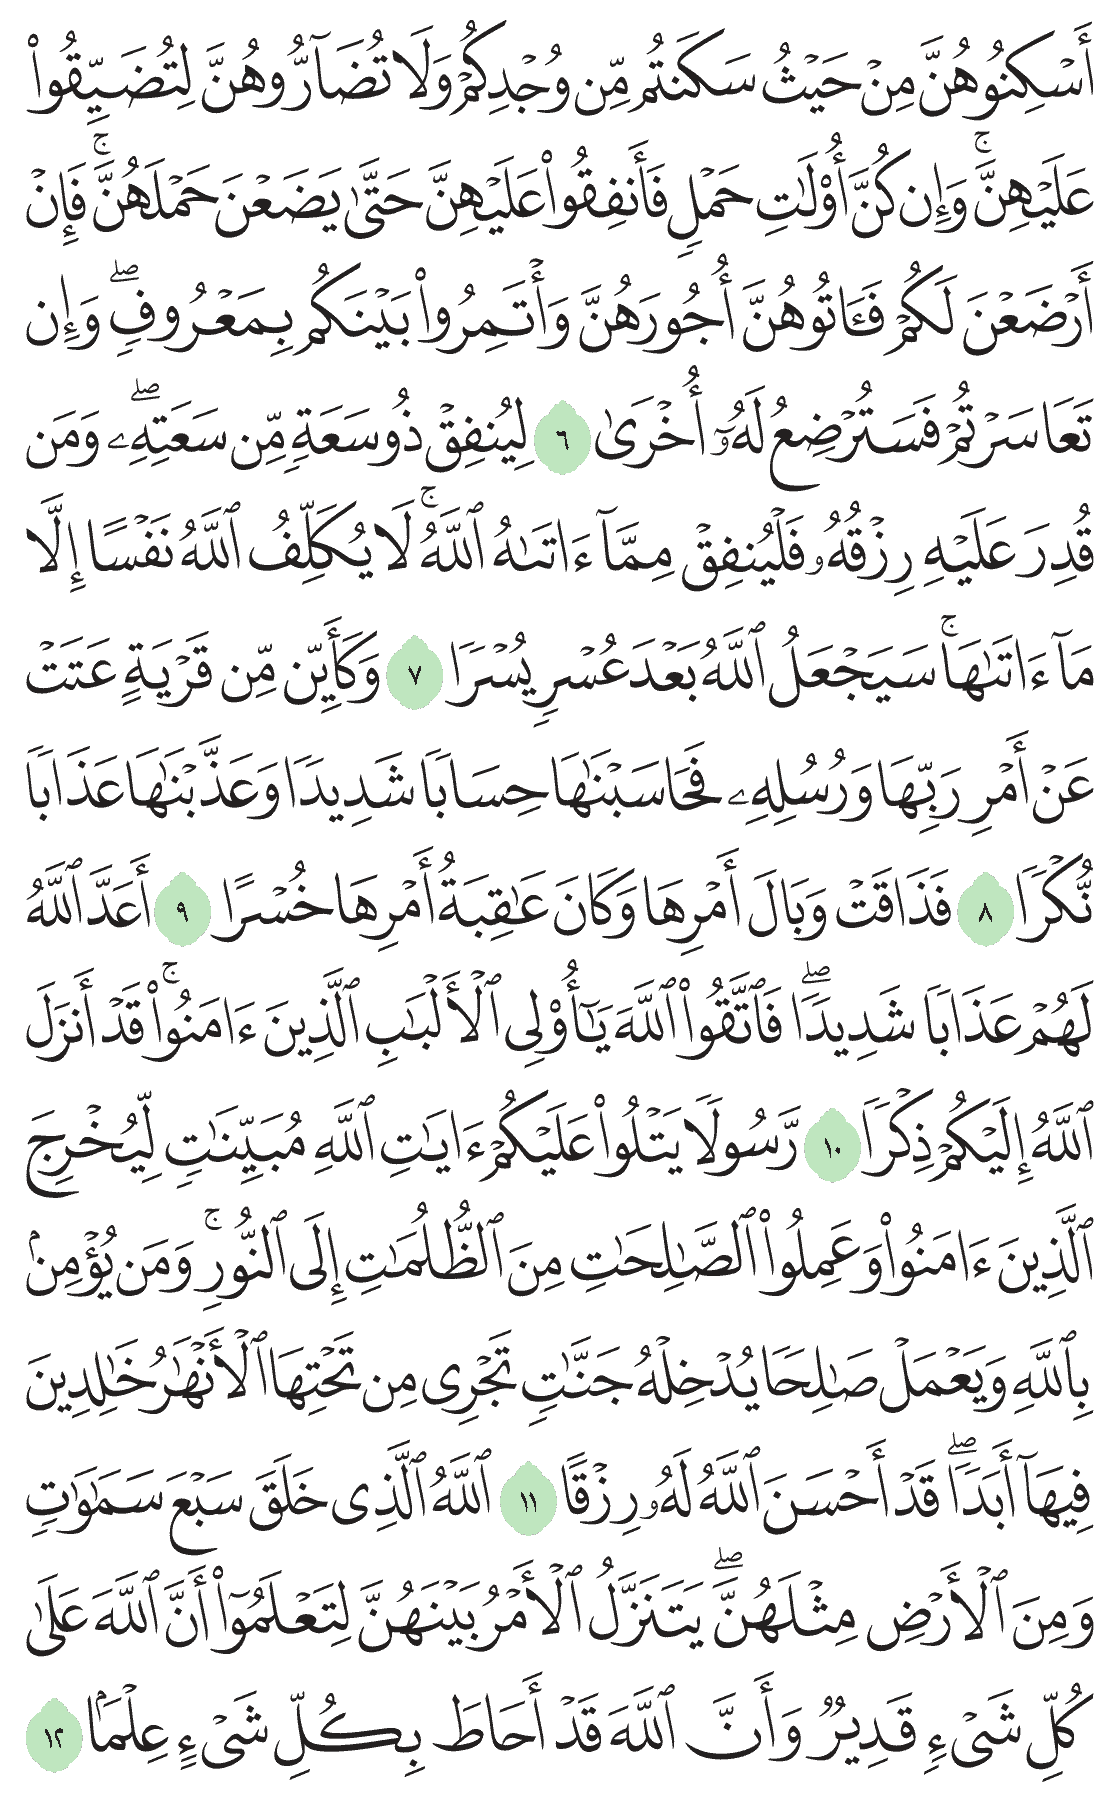 أَسْكِنُوهُنَّ مِنْ حَيْثُ سَكَنتُم مِّن وُجْدِكُمْ وَلَا تُضَآرُّوهُنَّ لِتُضَيِّقُوا۟
عَلَيْهِنَّ ۚ وَإِن كُنَّ أُو۟لَـٰتِ حَمْلٍ فَأَنفِقُوا۟ عَلَيْهِنَّ حَتَّىٰ يَضَعْنَ حَمْلَهُنَّ ۚ فَإِنْ
أَرْضَعْنَ لَكُمْ فَـَٔاتُوهُنَّ أُجُورَهُنَّ وَأْتَمِرُوا۟ بَيْنَكُم بِمَعْرُوفٍ ۖ وَإِن
تَعَاسَرْتُمْ فَسَتُرْضِعُ لَهُۥٓ أُخْرَىٰ ٦ لِيُنفِقْ ذُو سَعَةٍ مِّن سَعَتِهِۦ ۖ وَمَن
قُدِرَ عَلَيْهِ رِزْقُهُۥ فَلْيُنفِقْ مِمَّآ ءَاتَىٰهُ ٱللَّهُ ۚ لَا يُكَلِّفُ ٱللَّهُ نَفْسًا إِلَّا
مَآ ءَاتَىٰهَا ۚ سَيَجْعَلُ ٱللَّهُ بَعْدَ عُسْرٍ يُسْرًا ٧ وَكَأَيِّن مِّن قَرْيَةٍ عَتَتْ
عَنْ أَمْرِ رَبِّهَا وَرُسُلِهِۦ فَحَاسَبْنَـٰهَا حِسَابًا شَدِيدًا وَعَذَّبْنَـٰهَا عَذَابًا
نُّكْرًا ٨ فَذَاقَتْ وَبَالَ أَمْرِهَا وَكَانَ عَـٰقِبَةُ أَمْرِهَا خُسْرًا ٩ أَعَدَّ ٱللَّهُ
لَهُمْ عَذَابًا شَدِيدًا ۖ فَٱتَّقُوا۟ ٱللَّهَ يَـٰٓأُو۟لِى ٱلْأَلْبَـٰبِ ٱلَّذِينَ ءَامَنُوا۟ ۚ قَدْ أَنزَلَ
ٱللَّهُ إِلَيْكُمْ ذِكْرًا ١٠ رَّسُولًا يَتْلُوا۟ عَلَيْكُمْ ءَايَـٰتِ ٱللَّهِ مُبَيِّنَـٰتٍ لِّيُخْرِجَ
ٱلَّذِينَ ءَامَنُوا۟ وَعَمِلُوا۟ ٱلصَّـٰلِحَـٰتِ مِنَ ٱلظُّلُمَـٰتِ إِلَى ٱلنُّورِ ۚ وَمَن يُؤْمِنۢ
بِٱللَّهِ وَيَعْمَلْ صَـٰلِحًا يُدْخِلْهُ جَنَّـٰتٍ تَجْرِى مِن تَحْتِهَا ٱلْأَنْهَـٰرُ خَـٰلِدِينَ
فِيهَآ أَبَدًا ۖ قَدْ أَحْسَنَ ٱللَّهُ لَهُۥ رِزْقًا ١١ ٱللَّهُ ٱلَّذِى خَلَقَ سَبْعَ سَمَـٰوَٰتٍ
وَمِنَ ٱلْأَرْضِ مِثْلَهُنَّ ۖ يَتَنَزَّلُ ٱلْأَمْرُ بَيْنَهُنَّ لِتَعْلَمُوٓا۟ أَنَّ ٱللَّهَ عَلَىٰ
كُلِّ شَىْءٍ قَدِيرٌ وَأَنَّ ٱللَّهَ قَدْ أَحَاطَ بِكُلِّ شَىْءٍ عِلْمًۢا ١٢